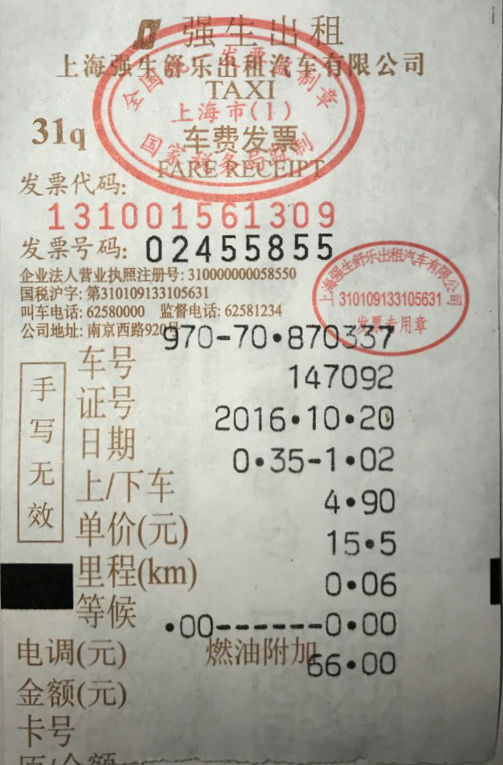 强生出租
上海强生舒乐出租汽车有限公司
TAXI
全国统一发票监制章
上海市(1)
31q
车费发票
国家税务局监制
FARE RECEIPT
发票代码:
131001561309
发票号码: 02455855
企业法人营业执照注册号: 310000000058550
国税沪字: 第310109133105631
叫车电话: 62580000 监督电话: 62581234
公司地址: 南京西路920号
上海强生舒乐出租汽车有限公司
310109133105631
发票专用章
970-70•870337
车号
147092
证号
2016•10•20
日期
0•35-1•02
上/下车
4•90
单价(元)
15•5
里程(km)
0•06
等候
•00------0•00
电调(元) 燃油附加
66•00
金额(元)
卡号
原/余额
手写无效